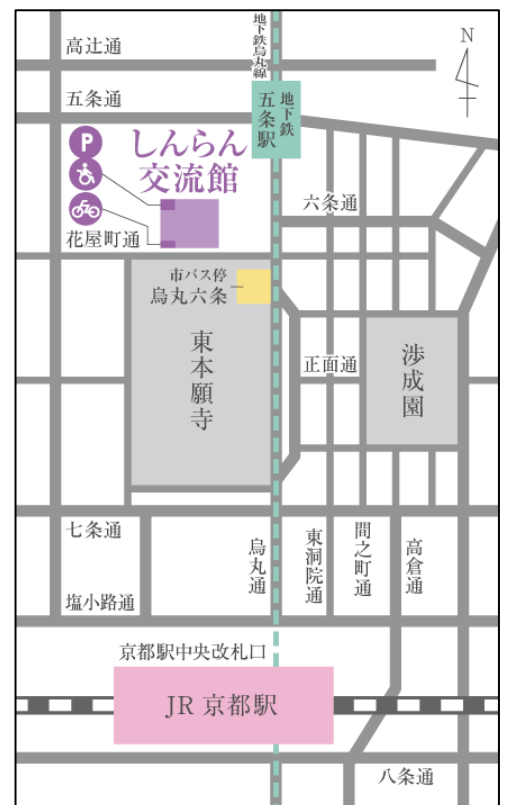 地下鉄烏丸線
N
高辻通
五条通
地下鉄
五条駅
P
しんらん
交流館
六条通
花屋町通
市バス停
烏丸六条
東本願寺
正面通
渉成園
七条通
烏丸通
東洞院通
間之町通
高倉通
塩小路通
京都駅中央改札口
JR 京都駅
八条通